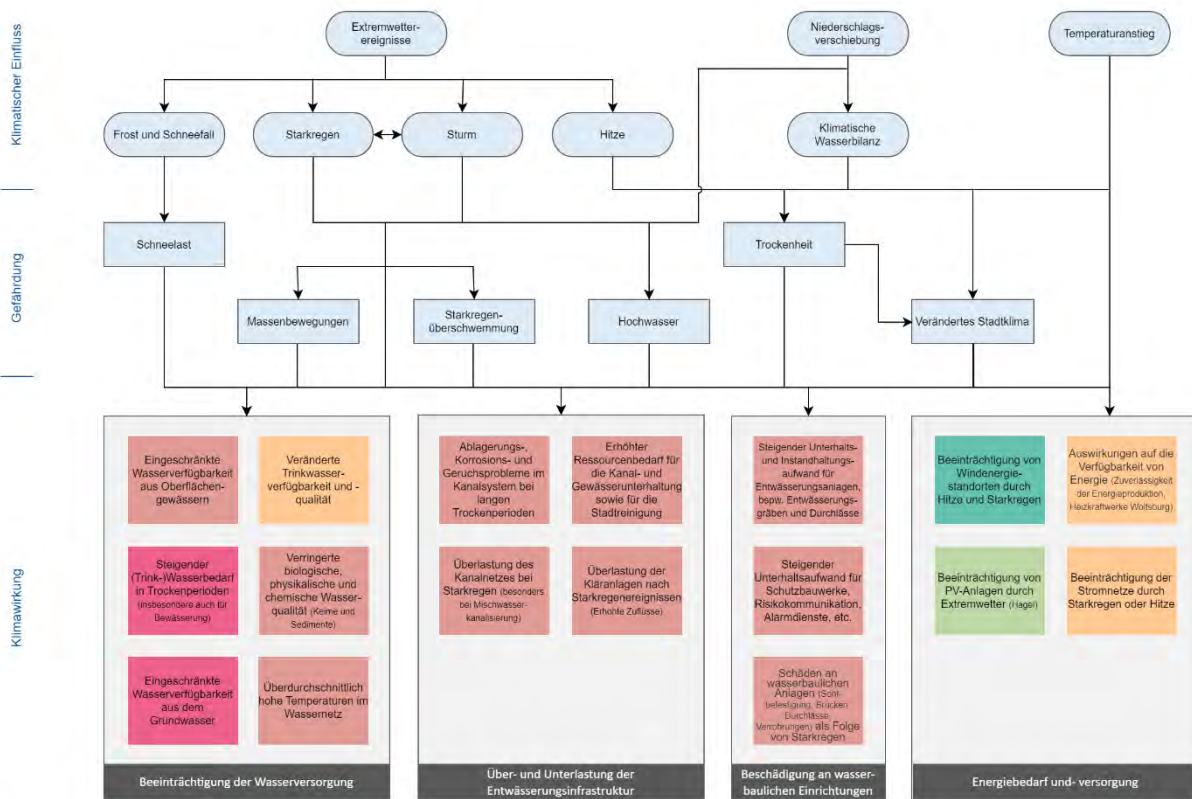 Klimatischer Einfluss
Extremwetter-
ereignisse
Niederschlags-
verschiebung
Temperaturanstieg
Frost und Schneefall
Starkregen
Sturm
Hitze
Klimatische
Wasserbilanz
Gefährdung
Schneelast
Trockenheit
Massenbewegungen
Starkregen-
überschwemmung
Hochwasser
Verändertes Stadtklima
Klimawirkung
Eingeschränkte
Wasserverfügbarkeit
aus Oberflächen-
gewässern
Veränderte
Trinkwasser-
verfügbarkeit und -
qualität
Steigender
(Trink-)Wasserbedarf
in Trockenperioden
(insbesondere auch für
Bewässerung)
Verringerte
biologische,
physikalische und
chemische Wasser-
qualität (Keime und
Sedimente)
Eingeschränkte
Wasserverfügbarkeit
aus dem
Grundwasser
Überdurchschnittlich
hohe Temperaturen im
Wassernetz
Beeinträchtigung der Wasserversorgung
Ablagerungs-,
Korrosions- und
Geruchsprobleme im
Kanalsystem bei
langen
Trockenperioden
Erhöhter
Ressourcenbedarf für
die Kanal- und
Gewässerunterhaltung
sowie für die
Stadtreinigung
Überlastung des
Kanalnetzes bei
Starkregen (besonders
bei Mischwasser-
kanalisierung)
Überlastung der
Kläranlagen nach
Starkregenereignissen
(Erhöhte Zuflüsse)
Über- und Unterlastung der
Entwässerungsinfrastruktur
Steigender Unterhalts-
und Instandhaltungs-
aufwand für
Entwässerungsanlagen,
bspw. Entwässerungs-
gräben und Durchlässe
Steigender
Unterhaltsaufwand für
Schutzbauwerke,
Risikokommunikation,
Alarmdienste, etc.
Schäden an
wasserbaulichen
Anlagen (Sohl-
befestigung, Brücken
Durchlässe,
Verrohrungen) als Folge
von Starkregen
Beschädigung an wasser-
baulichen Einrichtungen
Beeinträchtigung von
Windenergie-
standorten durch
Hitze und Starkregen
Auswirkungen auf die
Verfügbarkeit von
Energie (Zuverlässigkeit
der Energieproduktion,
Heizkraftwerke Wolfsburg)
Beeinträchtigung von
PV-Anlagen durch
Extremwetter (Hagel)
Beeinträchtigung der
Stromnetze durch
Starkregen oder Hitze
Energiebedarf und- versorgung